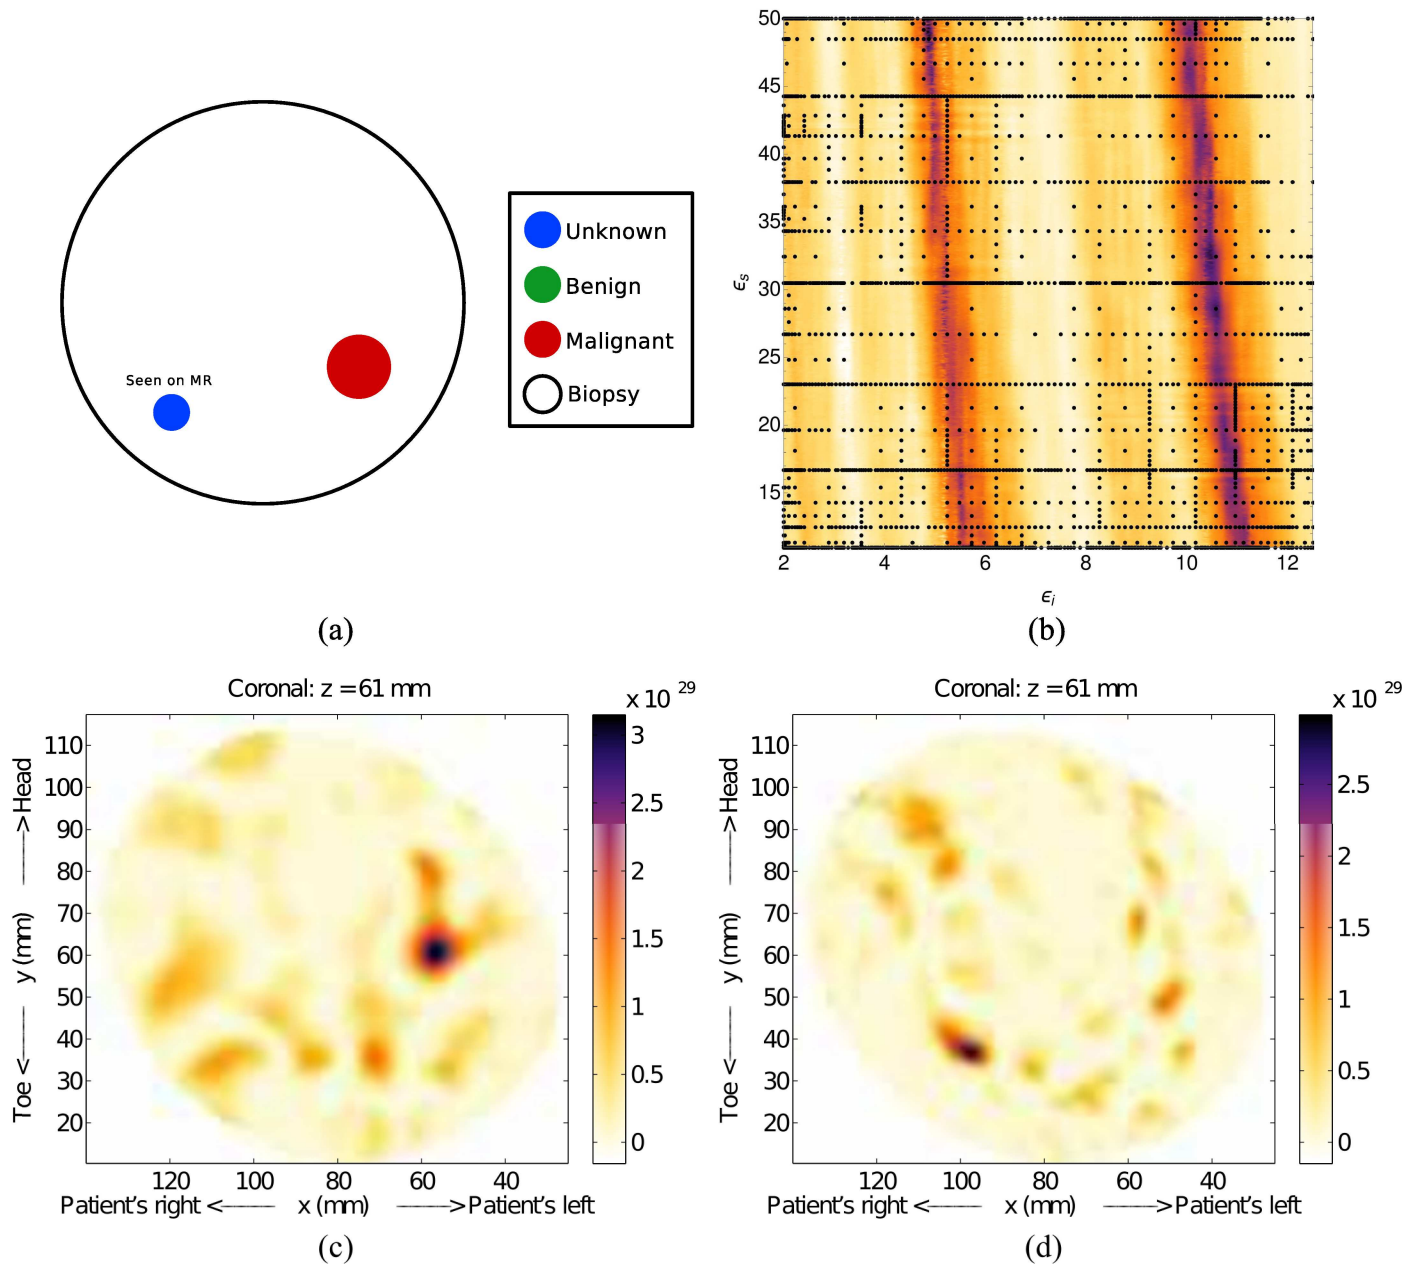 Seen on MR
Unknown
Benign
Malignant
Biopsy
(a)
50
45
40
35
30
25
20
15
ϵs
2 4 6 8 10 12
ϵi
(b)
Coronal: z = 61 mm
x 10 29
110
100
90
80
70
60
50
40
30
20
Toe <—— y (mm) ——>Head
120 100 80 60 40
Patient's right <—— x (mm) ——>Patient's left
3
2.5
2
1.5
1
0.5
0
(c)
Coronal: z = 61 mm
x 10 29
110
100
90
80
70
60
50
40
30
20
Toe <—— y (mm) ——>Head
120 100 80 60 40
Patient's right <—— x (mm) ——>Patient's left
2.5
2
1.5
1
0.5
0
(d)